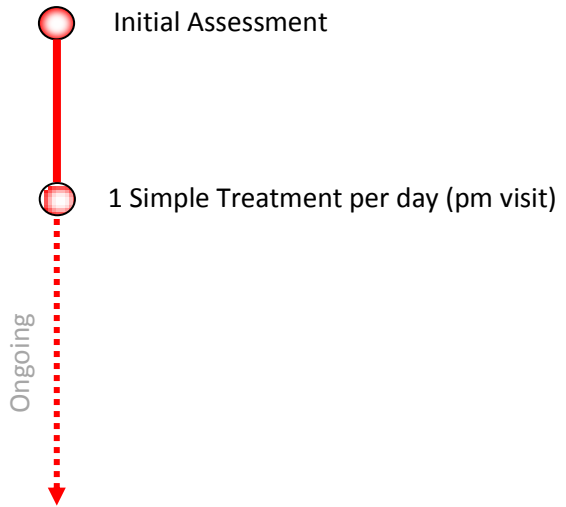 Initial Assessment
1 Simple Treatment per day (pm visit)
Ongoing